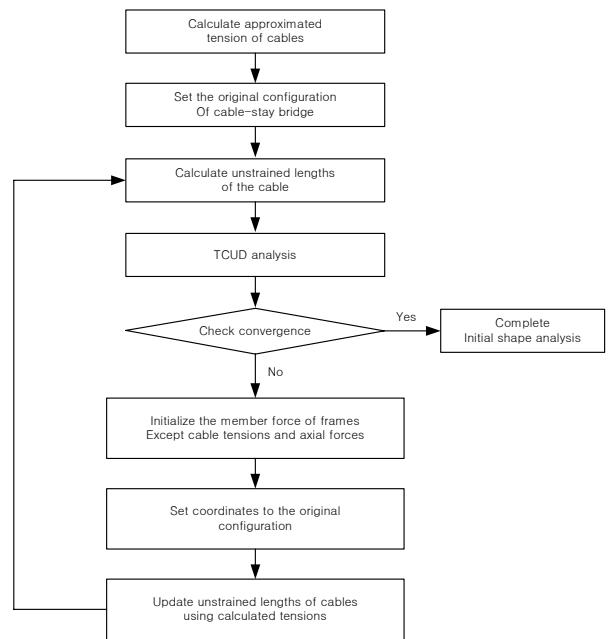 Calculate approximated
tension of cables
Set the original configuration
Of cable-stay bridge
Calculate unstrained lengths
of the cable
TCUD analysis
Check convergence
Yes
Complete
Initial shape analysis
No
Initialize the member force of frames
Except cable tensions and axial forces
Set coordinates to the original
configuration
Update unstrained lengths of cables
using calculated tensions